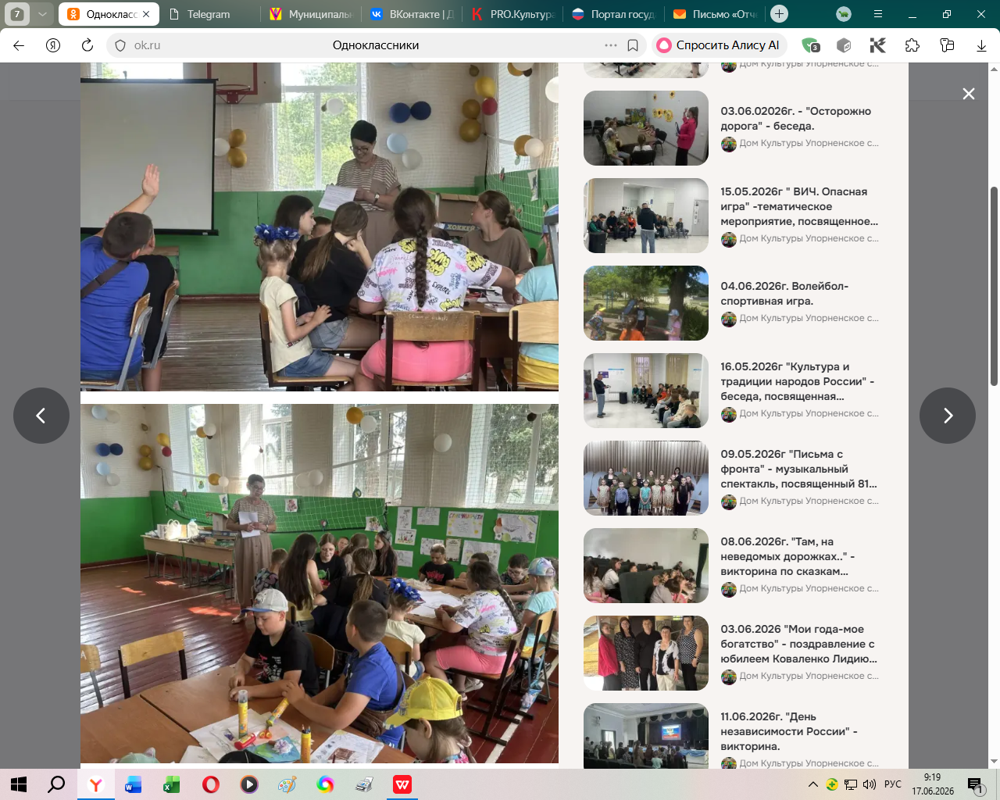 7
Одноклас
Telegram
Муниципаль
ВКонтакте | Д
PRO.Культура
Портал госуд
Письмо «Отч
ok.ru
Одноклассники
Спросить Алису AI
3
Дом Культуры Упорненское с...
03.06.02026г. - "Осторожно
дорога" - беседа.
Дом Культуры Упорненское с...
15.05.2026г " ВИЧ. Опасная
игра" -тематическое
мероприятие, посвященное...
Дом Культуры Упорненское с...
04.06.2026г. Волейбол-
спортивная игра.
Дом Культуры Упорненское с...
16.05.2026г "Культура и
традиции народов России" -
беседа, посвященная...
Дом Культуры Упорненское с...
09.05.2026г "Письма с
фронта" - музыкальный
спектакль, посвященный 81...
Дом Культуры Упорненское с...
08.06.2026г. "Там, на
неведомых дорожках.." -
викторина по сказкам...
Дом Культуры Упорненское с...
03.06.2026 "Мои года-мое
богатство" - поздравление с
юбилеем Коваленко Лидию...
Дом Культуры Упорненское с...
11.06.2026г. "День
независимости России" -
викторина.
Дом Культуры Упорненское с...
ХОККЕЙ
EXPLORE
РУС
9:19
17.06.2026
1